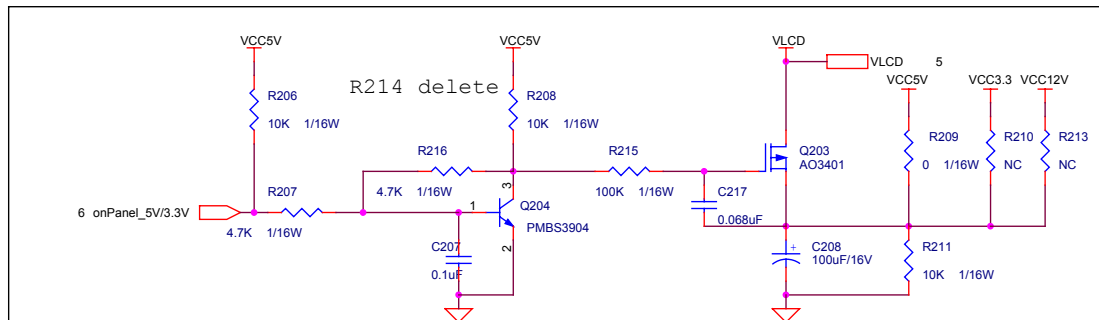 VCC5V
VCC5V
VLCD
VLCD 5
VCC5V
VCC3.3
VCC12V
R214 delete
R206
10K 1/16W
R208
10K 1/16W
R209
0 1/16W
R210
NC
R213
NC
R216
4.7K 1/16W
R215
100K 1/16W
Q203
AO3401
6 onPanel_5V/3.3V
R207
4.7K 1/16W
3
1
2
Q204
PMBS3904
C217
0.068uF
C207
0.1uF
+
C208
100uF/16V
R211
10K 1/16W